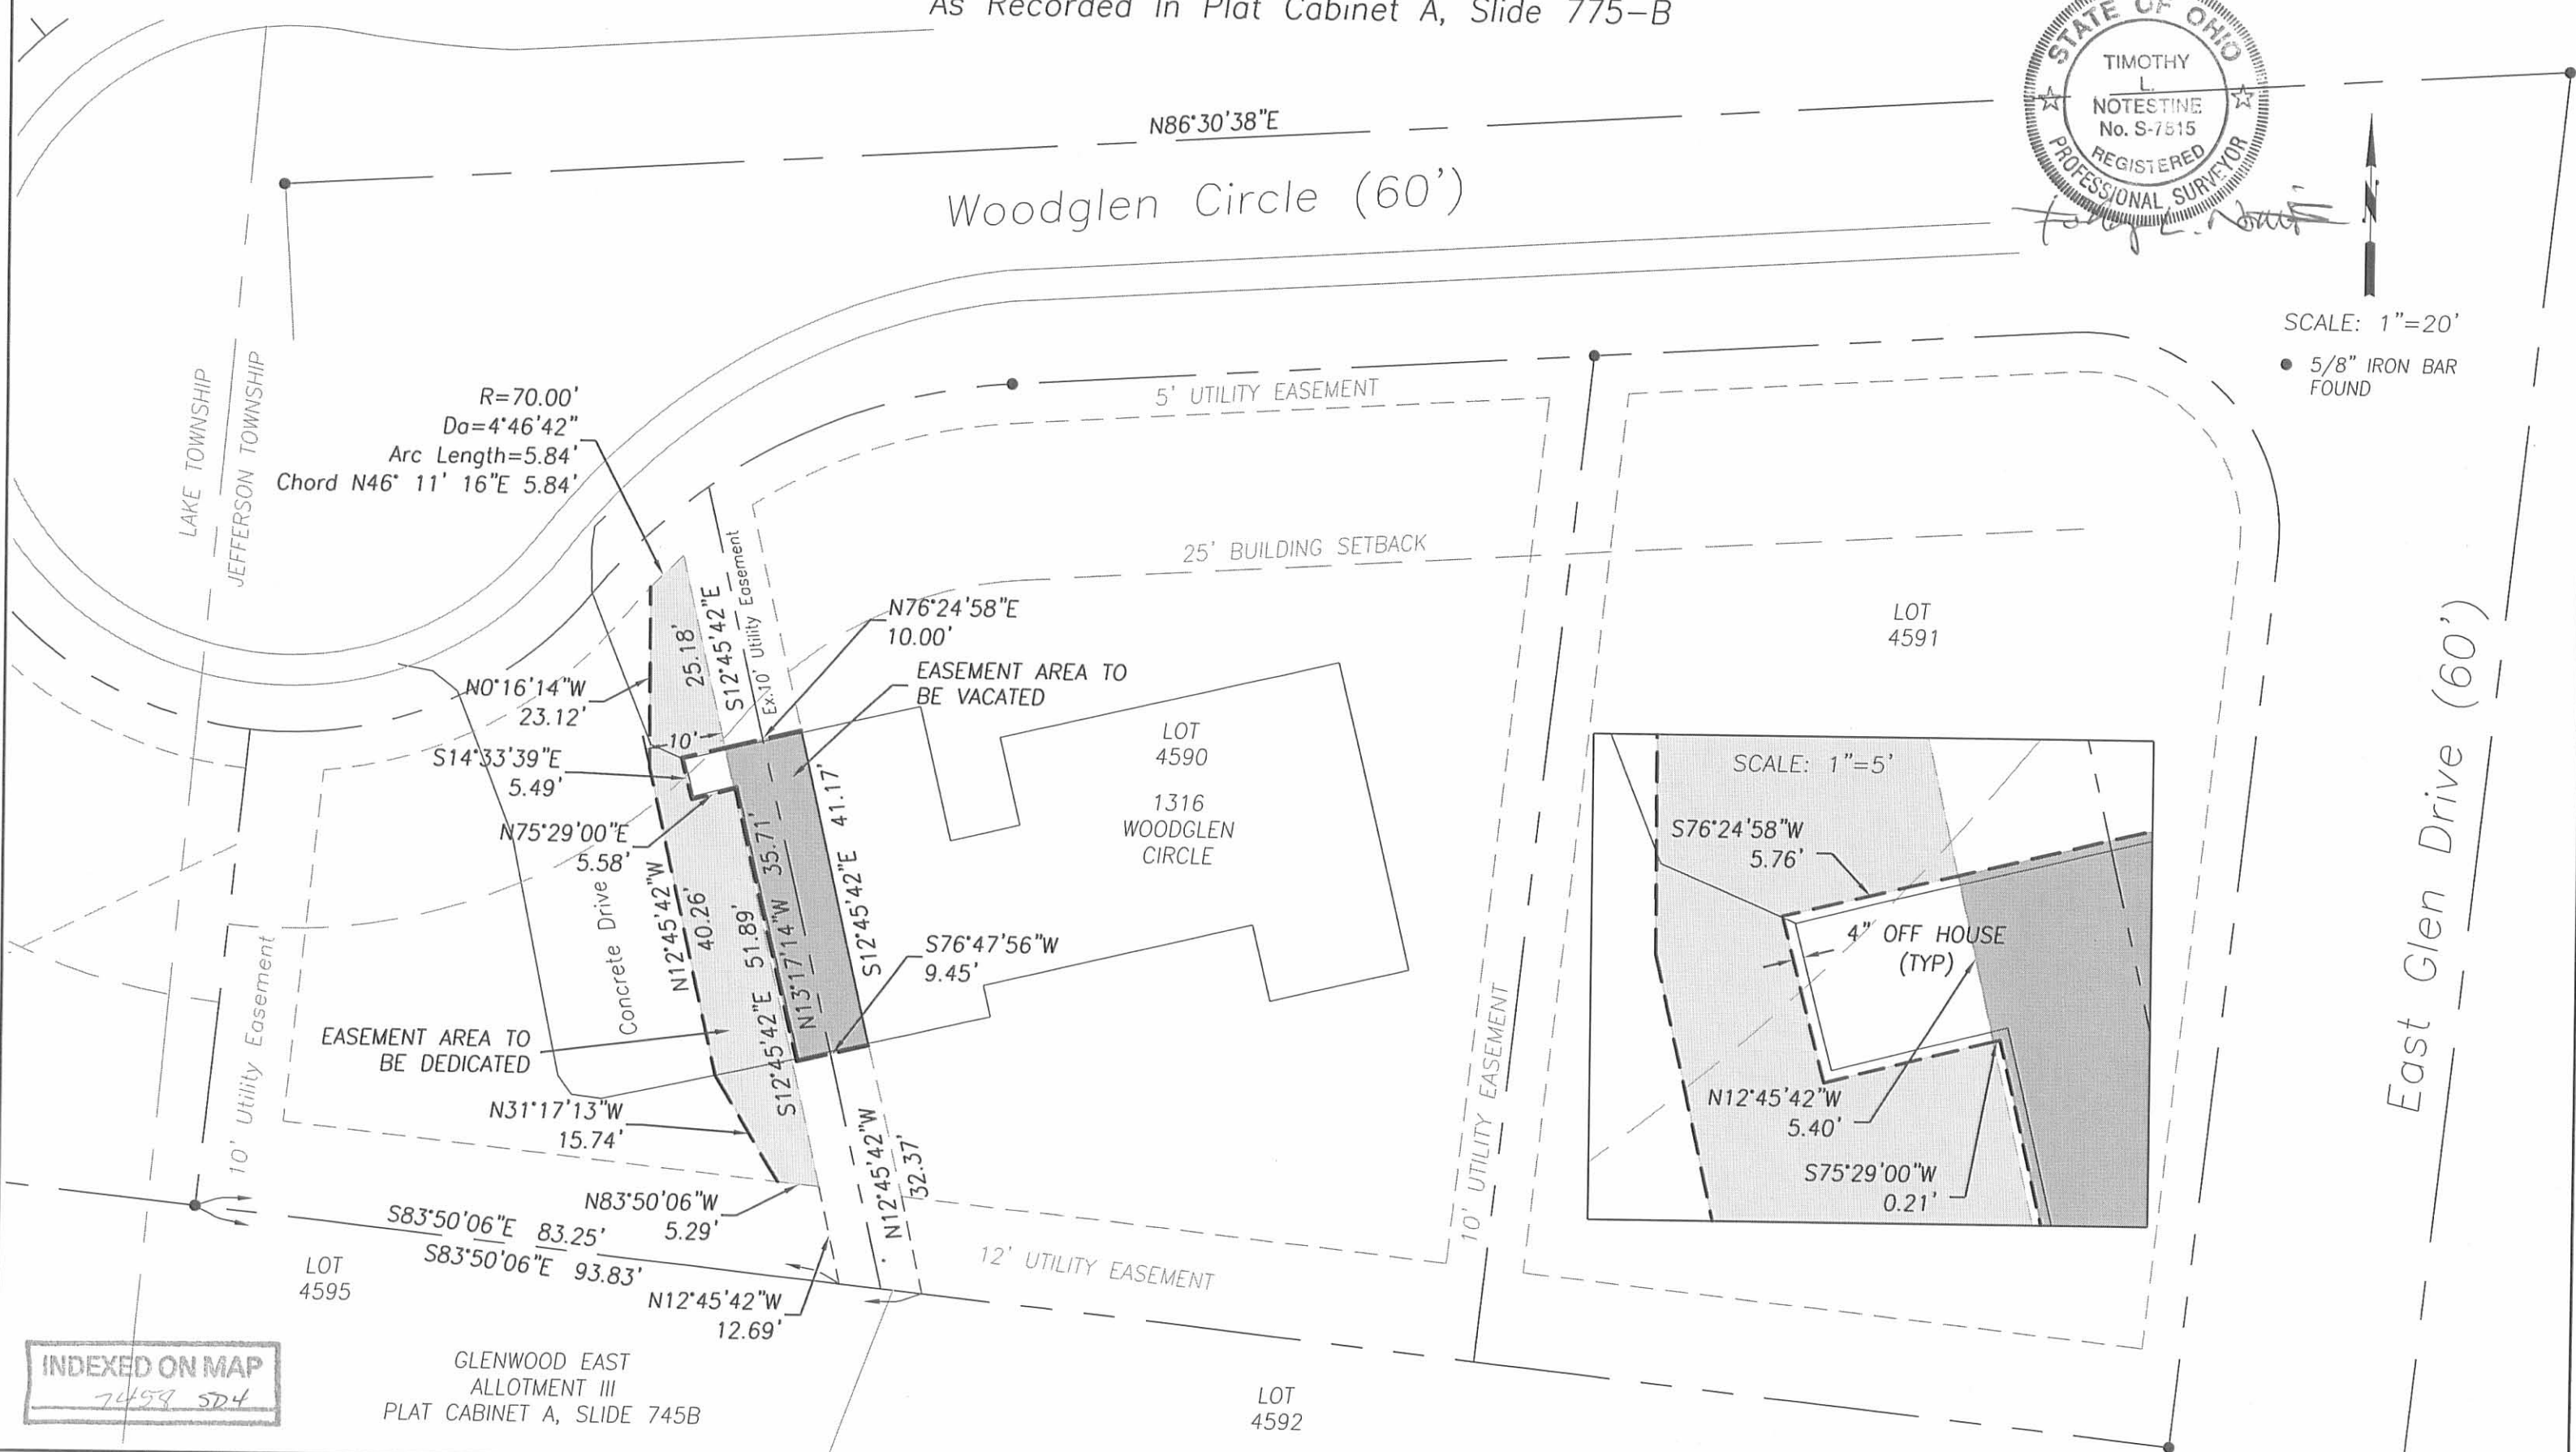 As Recorded in Plat Cabinet A, Slide 775-B
STATE OF OHIO
TIMOTHY
L.
NOTESTINE
No. S-7515
REGISTERED
PROFESSIONAL SURVEYOR
N86°30'38"E
Woodglen Circle (60')
N
SCALE: 1"=20'
5/8" IRON BAR
FOUND
LAKE TOWNSHIP
JEFFERSON TOWNSHIP
R=70.00'
Da=4°46'42"
Arc Length=5.84'
Chord N46° 11' 16"E 5.84'
5' UTILITY EASEMENT
25' BUILDING SETBACK
LOT
4591
East Glen Drive (60')
25.18'
S12°45'42"E
Ex.10' Utility Easement
N76°24'58"E
10.00'
EASEMENT AREA TO
BE VACATED
N0°16'14"W
23.12'
10'
S14°33'39"E
5.49'
N75°29'00"E
5.58'
LOT
4590
1316
WOODGLEN
CIRCLE
Concrete Drive
N12°45'42"W
40.26'
S12°45'42"E 51.89'
N13°17'14"W 35.71'
S12°45'42"E 41.17'
S76°47'56"W
9.45'
EASEMENT AREA TO
BE DEDICATED
N31°17'13"W
15.74'
10' Utility Easement
N83°50'06"W
5.29'
S83°50'06"E 83.25'
S83°50'06"E 93.83'
N12°45'42"W
32.37'
N12°45'42"W
12.69'
12' UTILITY EASEMENT
10' UTILITY EASEMENT
SCALE: 1"=5'
S76°24'58"W
5.76'
4" OFF HOUSE
(TYP)
N12°45'42"W
5.40'
S75°29'00"W
0.21'
LOT
4595
GLENWOOD EAST
ALLOTMENT III
PLAT CABINET A, SLIDE 745B
LOT
4592
INDEXED ON MAP
7458 SD4